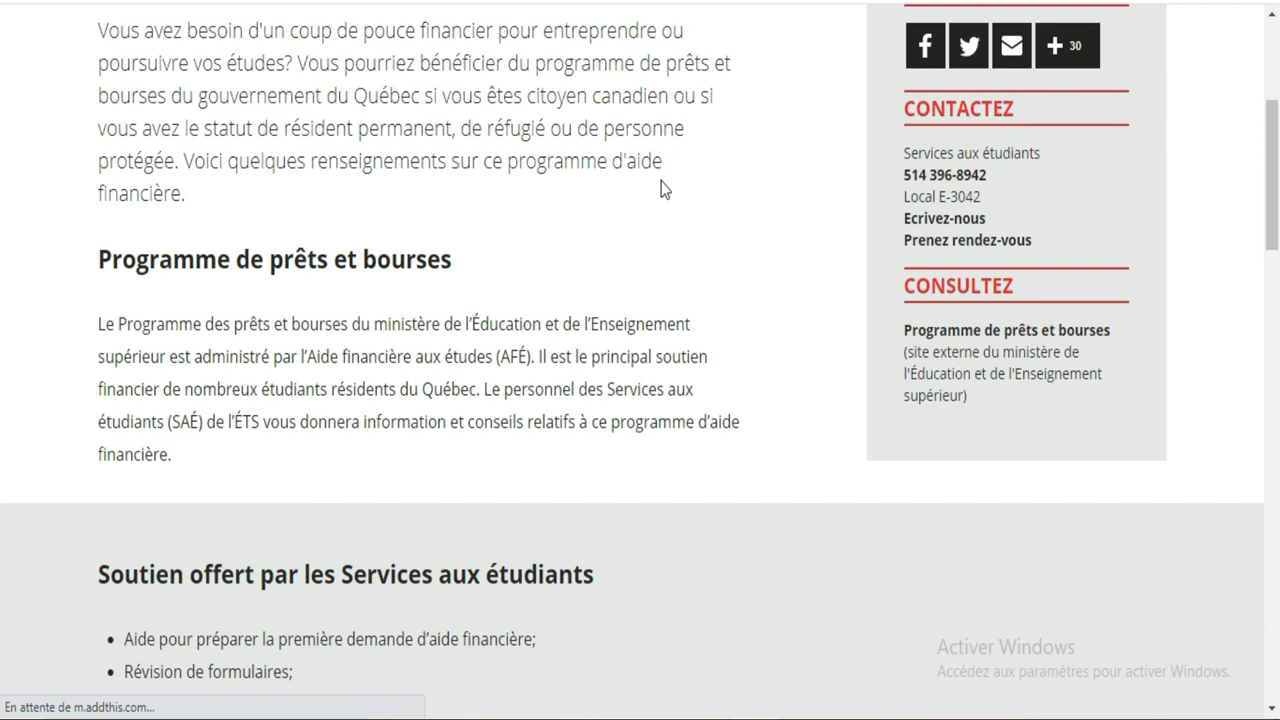 Vous avez besoin d'un coup de pouce financier pour entreprendre ou
poursuivre vos études? Vous pourriez bénéficier du programme de prêts et
bourses du gouvernement du Québec si vous êtes citoyen canadien ou si
vous avez le statut de résident permanent, de réfugié ou de personne
protégée. Voici quelques renseignements sur ce programme d'aide
financière.
Programme de prêts et bourses
Le Programme des prêts et bourses du ministère de l’Éducation et de l’Enseignement
supérieur est administré par l’Aide financière aux études (AFÉ). Il est le principal soutien
financier de nombreux étudiants résidents du Québec. Le personnel des Services aux
étudiants (SAÉ) de l’ÉTS vous donnera information et conseils relatifs à ce programme d’aide
financière.
30
CONTACTEZ
Services aux étudiants
514 396-8942
Local E-3042
Ecrivez-nous
Prenez rendez-vous
CONSULTEZ
Programme de prêts et bourses
(site externe du ministère de
l'Éducation et de l'Enseignement
supérieur)
Soutien offert par les Services aux étudiants
• Aide pour préparer la première demande d’aide financière;
• Révision de formulaires;
Activer Windows
Accédez aux paramètres pour activer Windows.
En attente de m.addthis.com...